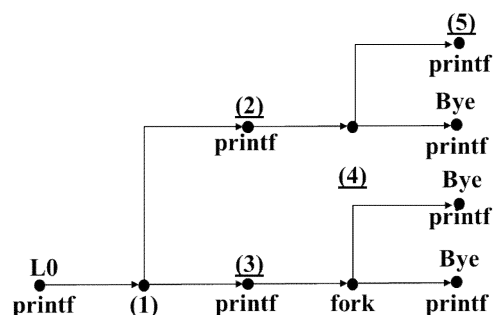 (5)
printf
(2)
Bye
printf
printf
(4)
Bye
printf
L0
(3)
Bye
printf
(1)
printf
fork
printf